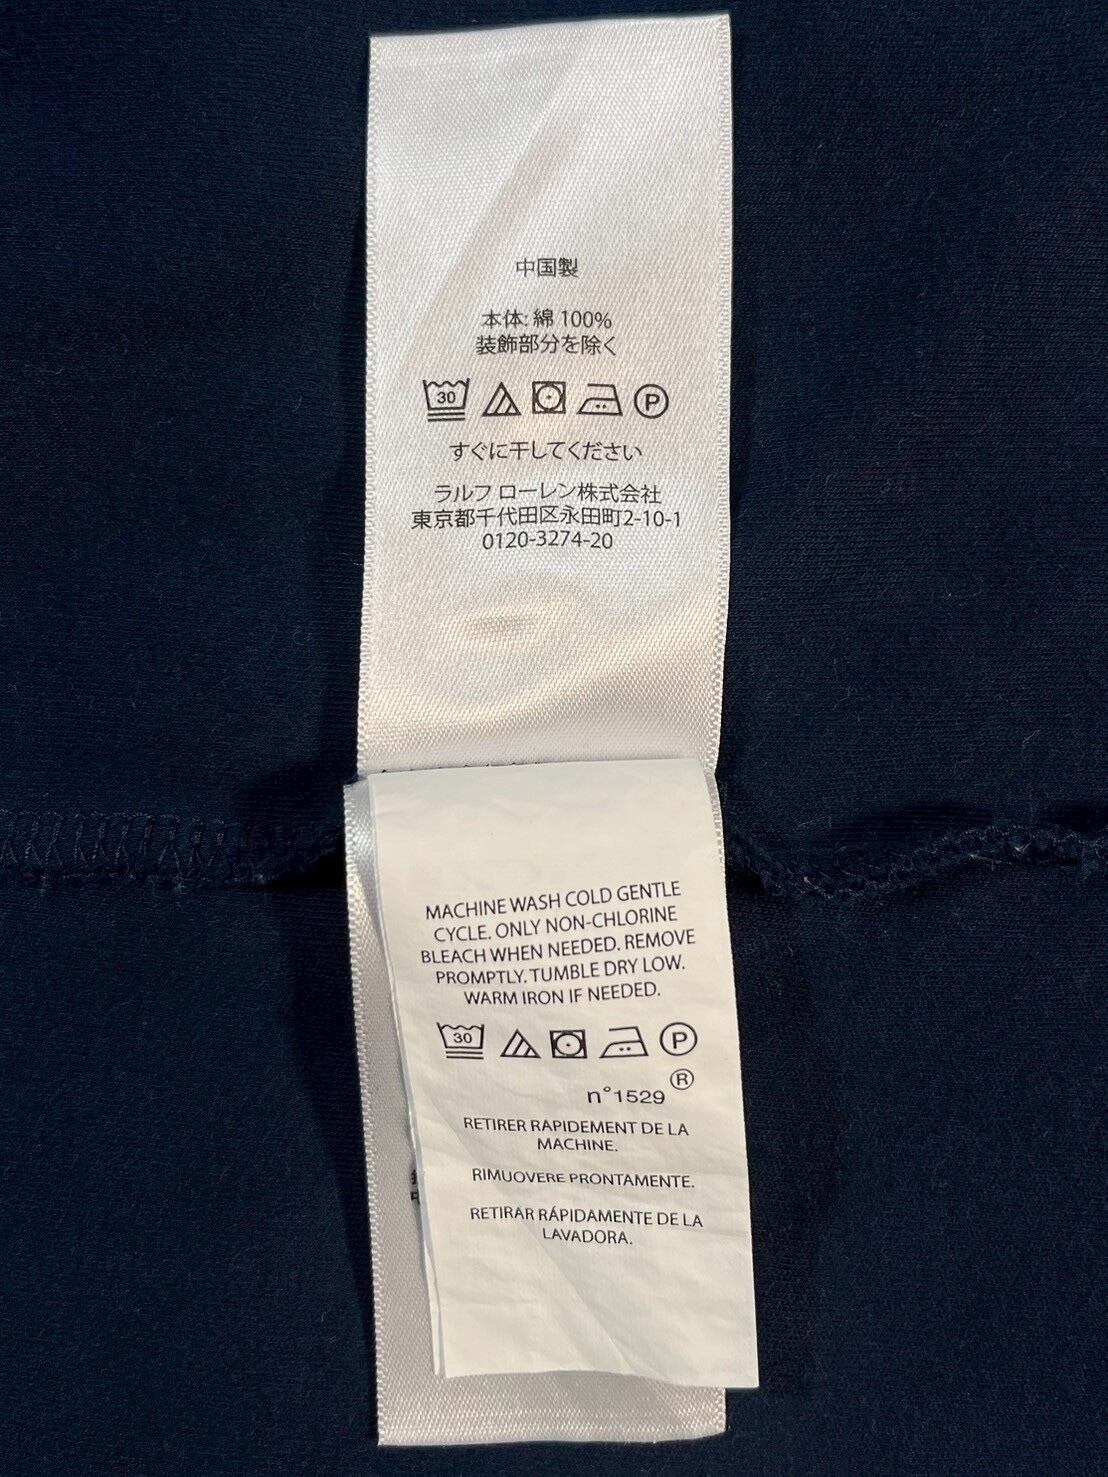 中国製
本体: 綿 100%
装飾部分を除く
30 P
すぐに干してください
ラルフ ローレン株式会社
東京都千代田区永田町2-10-1
0120-3274-20
MACHINE WASH COLD GENTLE
CYCLE. ONLY NON-CHLORINE
BLEACH WHEN NEEDED. REMOVE
PROMPTLY. TUMBLE DRY LOW.
WARM IRON IF NEEDED.
30 P
n°1529 ®
RETIRER RAPIDEMENT DE LA
MACHINE.
RIMUOVERE PRONTAMENTE.
RETIRAR RÁPIDAMENTE DE LA
LAVADORA.